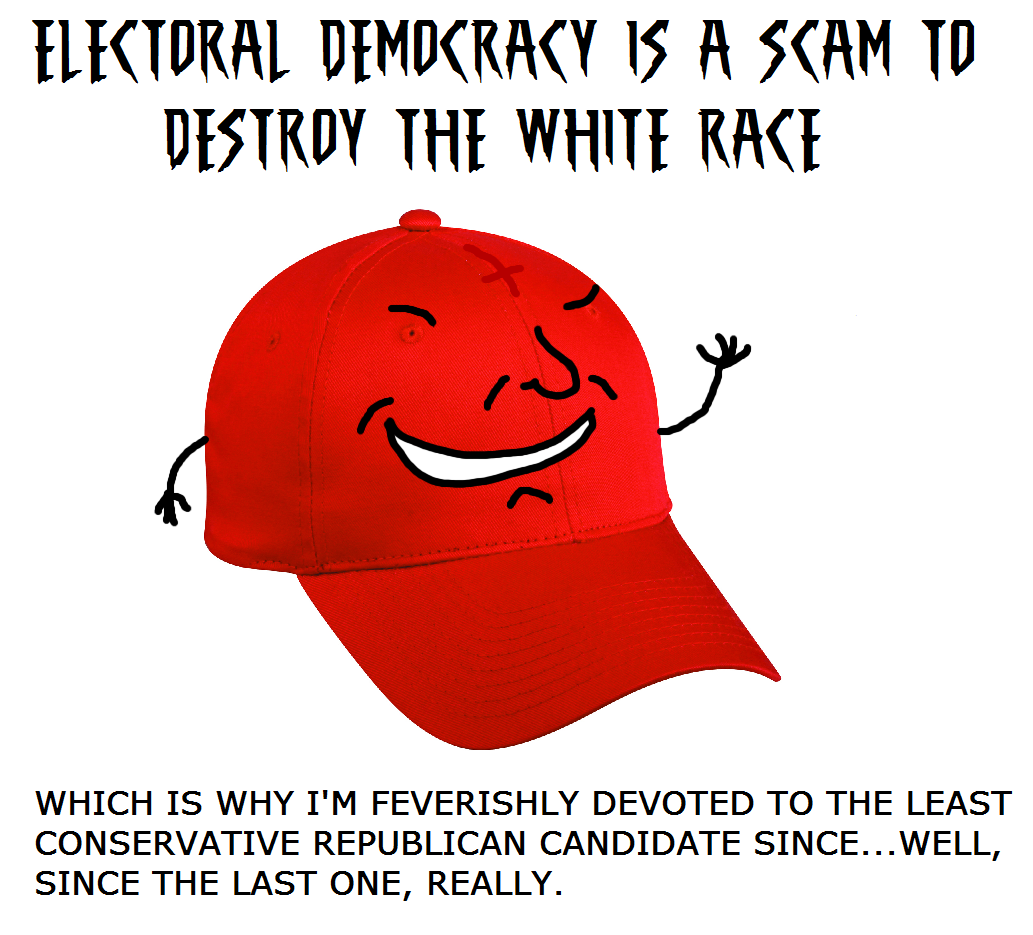 ELECTORAL DEMOCRACY IS A SCAM TO
DESTROY THE WHITE RACE
WHICH IS WHY I'M FEVERISHLY DEVOTED TO THE LEAST
CONSERVATIVE REPUBLICAN CANDIDATE SINCE...WELL,
SINCE THE LAST ONE, REALLY.